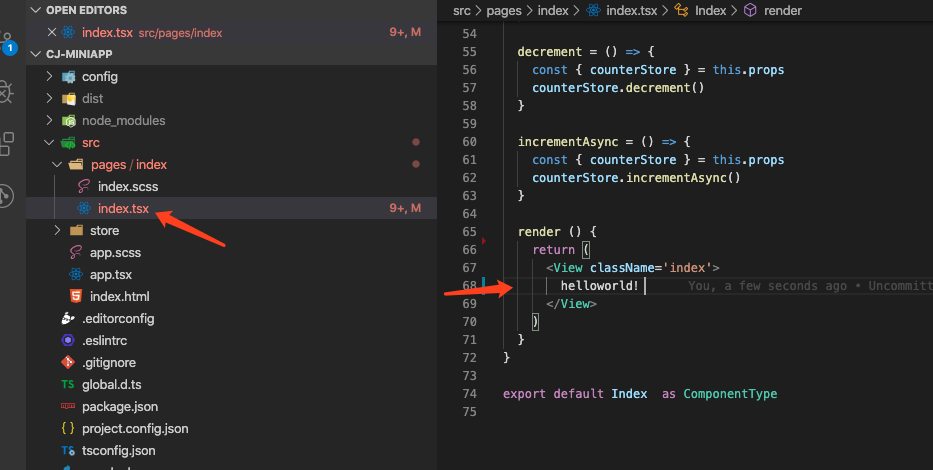 OPEN EDITORS
index.tsx src/pages/index 9+, M
1
CJ-MINIAPP
config
dist
node_modules
src
pages / index
index.scss
index.tsx 9+, M
store
app.scss
app.tsx
index.html
.editorconfig
.eslintrc
.gitignore
TS global.d.ts
package.json
{ } project.config.json
TS tsconfig.json
src > pages > index > index.tsx > Index > render
54
55 decrement = () => {
56 const { counterStore } = this.props
57 counterStore.decrement()
58 }
59
60 incrementAsync = () => {
61 const { counterStore } = this.props
62 counterStore.incrementAsync()
63 }
64
65 render () {
66 return (
67 <View className='index'>
68 helloworld! You, a few seconds ago • Uncommitt
69 </View>
70 )
71 }
72 }
73
74 export default Index as ComponentType
75